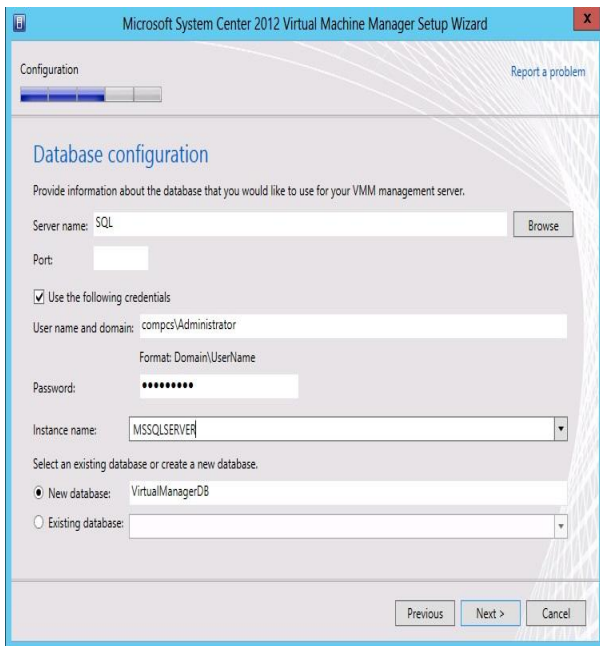 Microsoft System Center 2012 Virtual Machine Manager Setup Wizard
X
Configuration
Report a problem
Database configuration
Provide information about the database that you would like to use for your VMM management server.
Server name: SQL
Browse
Port:
Use the following credentials
User name and domain: compcs\Administrator
Format: Domain\UserName
Password: •••••••••
Instance name: MSSQLSERVER
Select an existing database or create a new database.
New database: VirtualManagerDB
Existing database:
Previous Next > Cancel